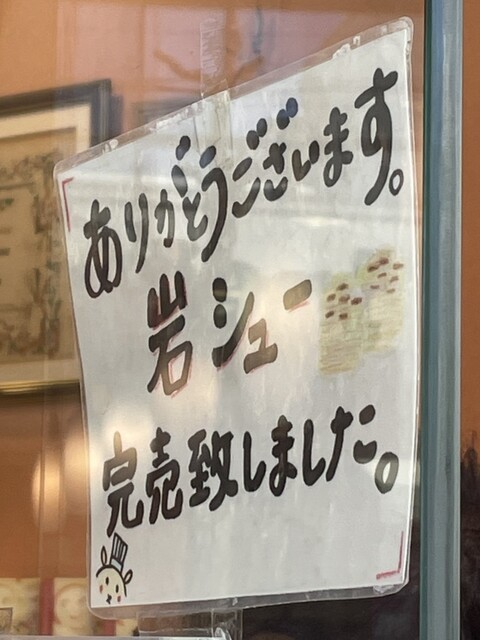 ありがとうございます。
岩シュー
完売致しました。